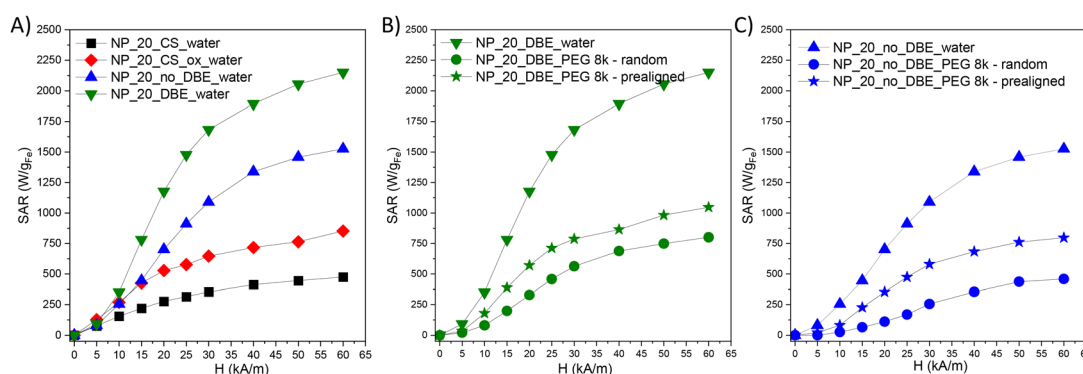 A)
2500
2250
2000
1750
1500
1250
1000
750
500
250
0
SAR (W/gFe)
NP_20_CS_water
NP_20_CS_ox_water
NP_20_no_DBE_water
NP_20_DBE_water
0 5 10 15 20 25 30 35 40 45 50 55 60 65
H (kA/m)
B)
2500
2250
2000
1750
1500
1250
1000
750
500
250
0
SAR (W/gFe)
NP_20_DBE_water
NP_20_DBE_PEG 8k - random
NP_20_DBE_PEG 8k - prealigned
0 5 10 15 20 25 30 35 40 45 50 55 60 65
H (kA/m)
C)
2500
2250
2000
1750
1500
1250
1000
750
500
250
0
SAR (W/gFe)
NP_20_no_DBE_water
NP_20_no_DBE_PEG 8k - random
NP_20_no_DBE_PEG 8k - prealigned
0 5 10 15 20 25 30 35 40 45 50 55 60
H (kA/m)